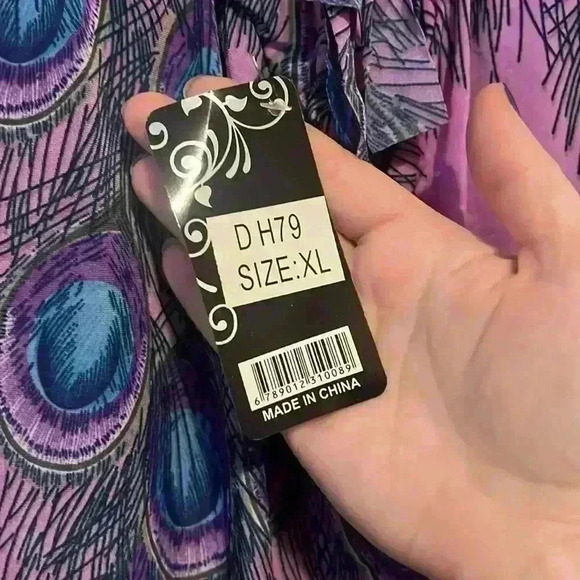 D H79
SIZE:XL
6 789012 310089
MADE IN CHINA